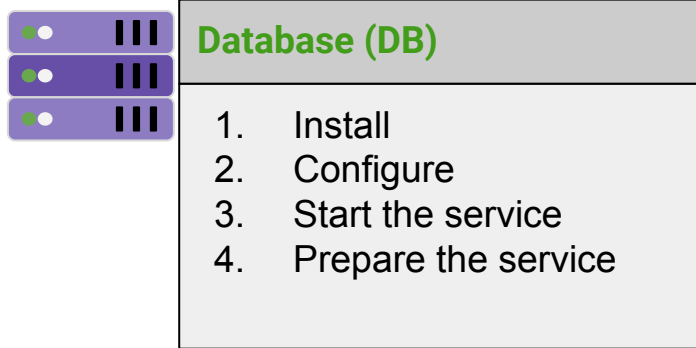 Database (DB)
1. Install
2. Configure
3. Start the service
4. Prepare the service